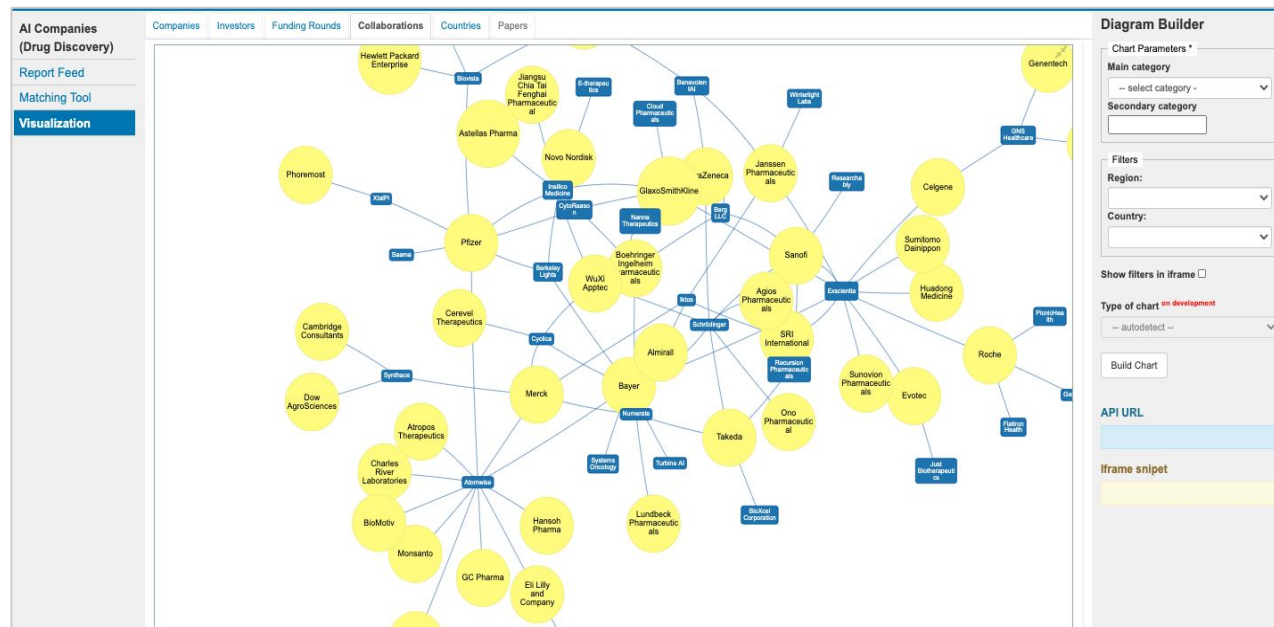 AI Companies
(Drug Discovery)
Report Feed
Matching Tool
Visualization
Companies
Investors
Funding Rounds
Collaborations
Countries
Papers
Hewlett Packard
Enterprise
Biovista
Jiangsu
Chia Tai
Fenghai
Pharmaceutic
al
E-therapeu
tics
Benevolen
tAI
Cloud
Pharmaceutic
als
Winterlight
Labs
Genentech
GNS
Healthcare
Astellas Pharma
Novo Nordisk
Phoremost
XtalPI
Insilico
Medicine
CytoReaso
n
GlaxoSmithKline
raZeneca
Janssen
Pharmaceutic
als
Researcha
bly
Celgene
Berg
LLC
Nanna
Therapeutics
Pfizer
Saama
Berkeley
Lights
WuXi
Apptec
Boehringer
Ingelheim
armaceutic
als
Sanofi
Sumitomo
Dainippon
Huadong
Medicine
Exscientia
Agios
Pharmaceutic
als
Iktos
Schrödinger
SRI
International
Recursion
Pharmaceutic
als
Cerevel
Therapeutics
Cambridge
Consultants
Cyclica
Almirall
PicnicHea
lth
Roche
Synthace
Dow
AgroSciences
Merck
Bayer
Numerate
Sunovion
Pharmaceutic
als
Evotec
Ga
Flatiron
Health
Ono
Pharmaceutic
al
Takeda
Atropos
Therapeutics
Charles
River
Laboratories
Systems
Oncology
Turbine AI
Just
Biotherapeuti
cs
Atomwise
BioMotiv
Hansoh
Pharma
Lundbeck
Pharmaceutic
als
BioXcel
Corporation
Monsanto
GC Pharma
Eli Lilly
and
Company
Diagram Builder
Chart Parameters *
Main category
-- select category -
Secondary category
Filters
Region:
Country:
Show filters in iframe
Type of chart on development
-- autodetect --
Build Chart
API URL
Iframe snipet